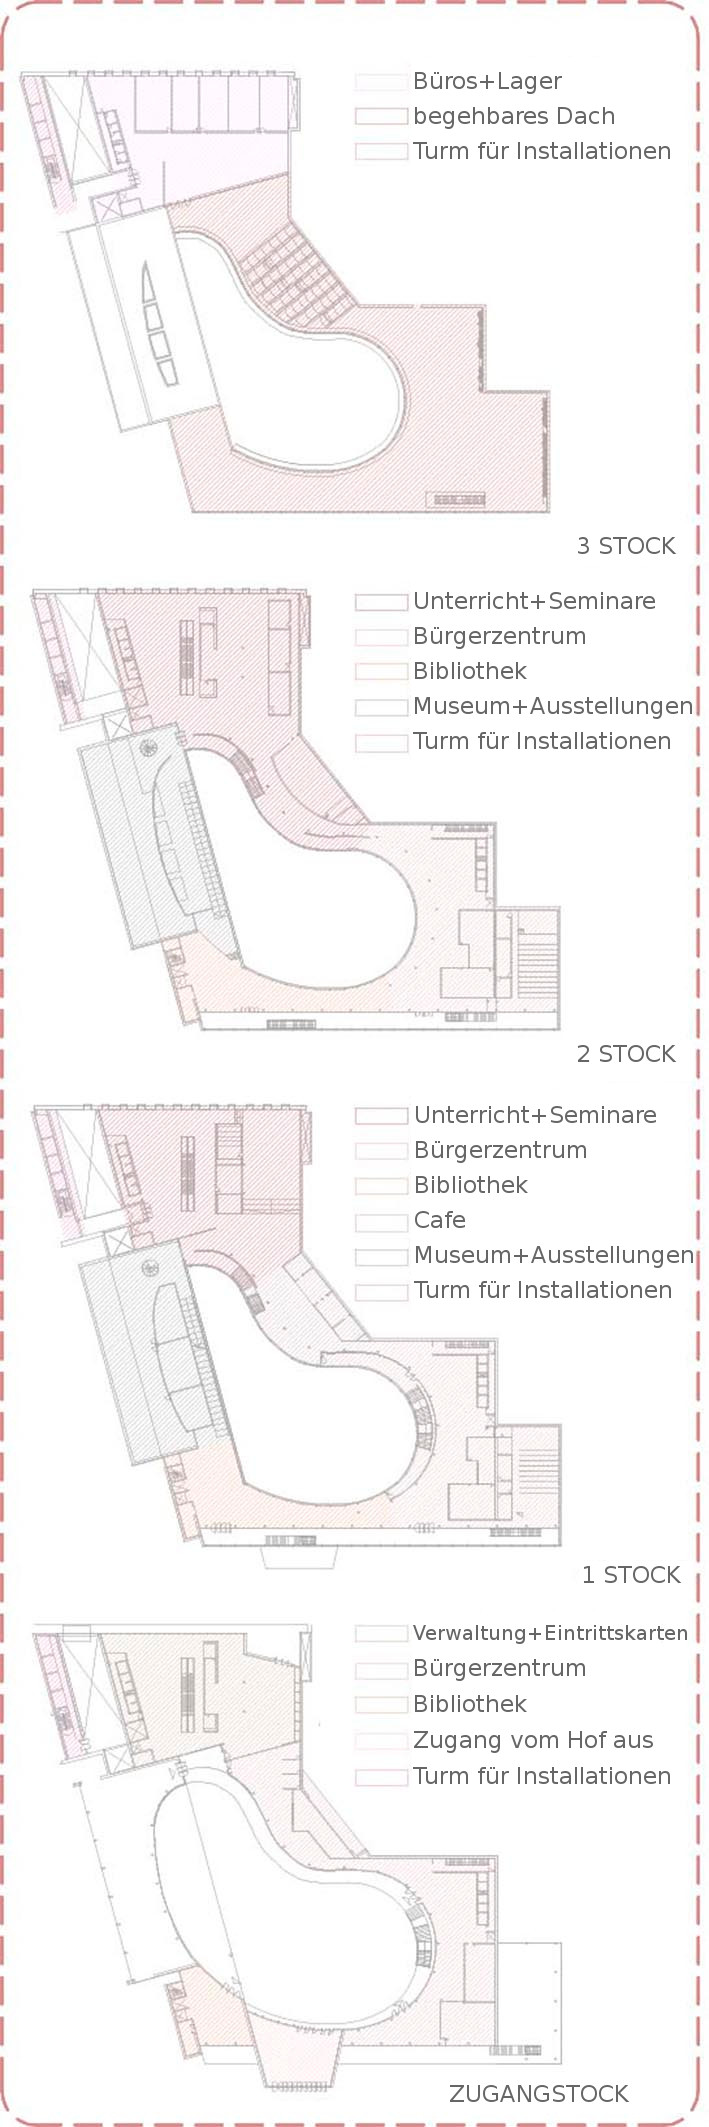 Büros+Lager
begehbares Dach
Turm für Installationen
3 STOCK
Unterricht+Seminare
Bürgerzentrum
Bibliothek
Museum+Ausstellungen
Turm für Installationen
2 STOCK
Unterricht+Seminare
Bürgerzentrum
Bibliothek
Cafe
Museum+Ausstellungen
Turm für Installationen
1 STOCK
Verwaltung+Eintrittskarten
Bürgerzentrum
Bibliothek
Zugang vom Hof aus
Turm für Installationen
ZUGANGSTOCK